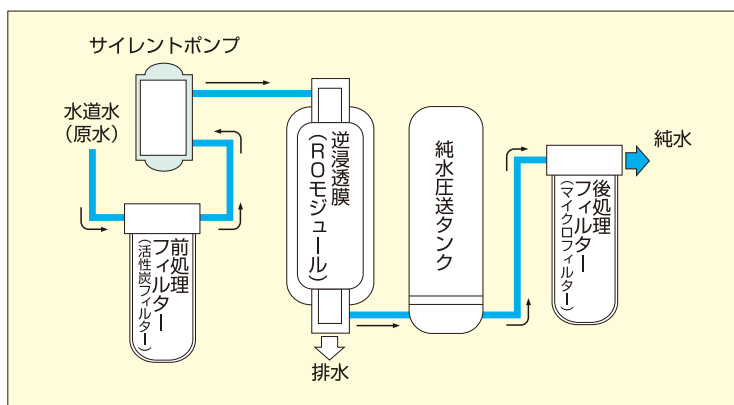 サイレントポンプ
水道水
（原水）
前処理
フィルター
（活性炭フィルター）
逆浸透膜
（ROモジュール）
排水
純水圧送タンク
後処理
フィルター
（マイクロフィルター）
純水